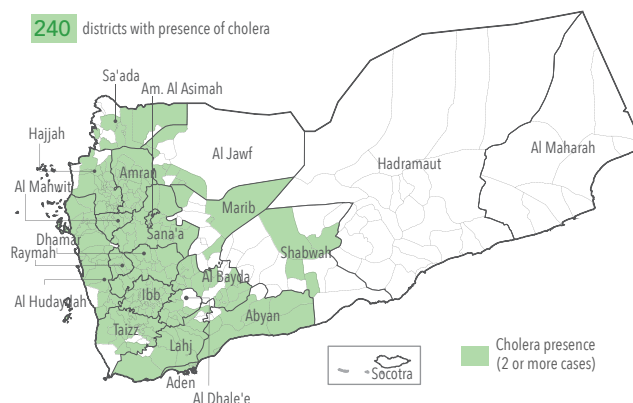 240 districts with presence of cholera
Sa'ada
Am. Al Asimah
Hajjah
Al Jawf
Al Maharah
Amran
Hadramaut
Al Mahwit
Marib
Dhamar
Sana'a
Raymah
Shabwah
Al Bayda
Al Hudaydah
Ibb
Abyan
Taizz
Lahj
Cholera presence
(2 or more cases)
Aden
Socotra
Al Dhale'e